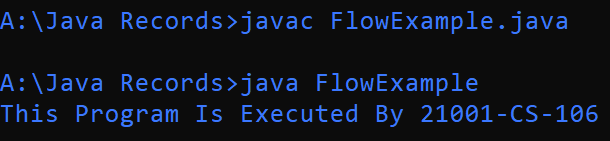 A:\Java Records>javac FlowExample.java
A:\Java Records>java FlowExample
This Program Is Executed By 21001-CS-106